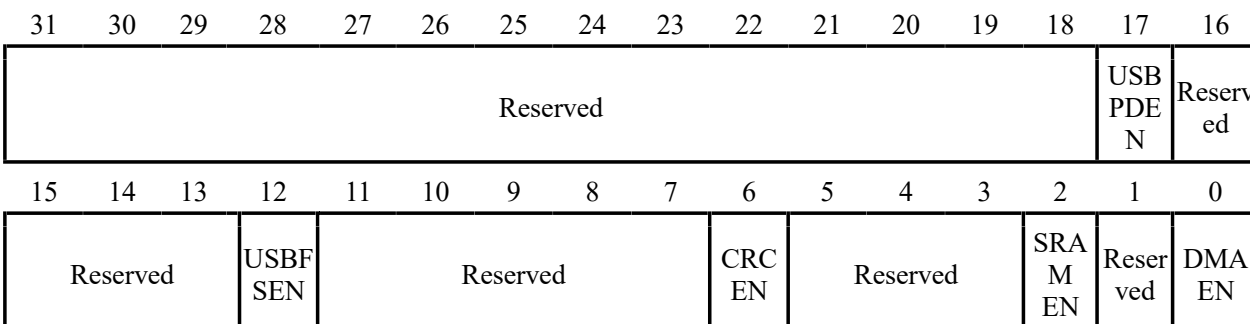 31 30 29 28 27 26 25 24 23 22 21 20 19 18 17 16
Reserved
USB
PDE
N
Reserv
ed
15 14 13 12 11 10 9 8 7 6 5 4 3 2 1 0
Reserved
USBF
SEN
Reserved
CRC
EN
Reserved
SRA
M
EN
Reser
ved
DMA
EN